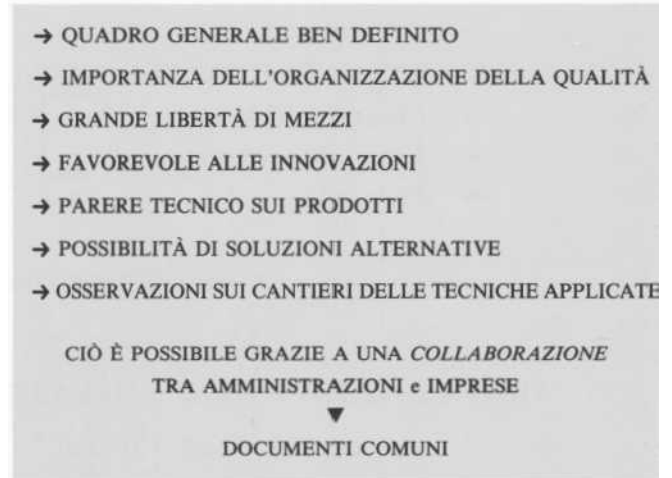 → QUADRO GENERALE BEN DEFINITO
→ IMPORTANZA DELL'ORGANIZZAZIONE DELLA QUALITÀ
→ GRANDE LIBERTÀ DI MEZZI
→ FAVOREVOLE ALLE INNOVAZIONI
→ PARERE TECNICO SUI PRODOTTI
→ POSSIBILITÀ DI SOLUZIONI ALTERNATIVE
→ OSSERVAZIONI SUI CANTIERI DELLE TECNICHE APPLICATE
CIÒ È POSSIBILE GRAZIE A UNA COLLABORAZIONE
TRA AMMINISTRAZIONI e IMPRESE
▼
DOCUMENTI COMUNI